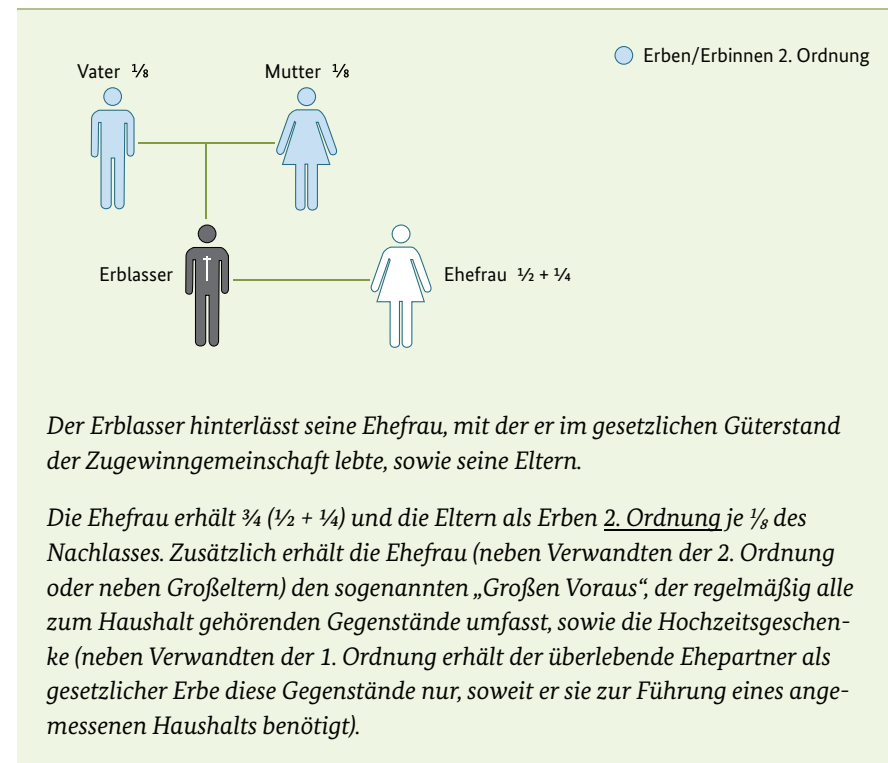 Erben/Erbinnen 2. Ordnung
Vater ⅛
Mutter ⅛
Erblasser
Ehefrau ½ + ¼
Der Erblasser hinterlässt seine Ehefrau, mit der er im gesetzlichen Güterstand
der Zugewinngemeinschaft lebte, sowie seine Eltern.
Die Ehefrau erhält ¾ (½ + ¼) und die Eltern als Erben 2. Ordnung je ⅛ des
Nachlasses. Zusätzlich erhält die Ehefrau (neben Verwandten der 2. Ordnung
oder neben Großeltern) den sogenannten „Großen Voraus“, der regelmäßig alle
zum Haushalt gehörenden Gegenstände umfasst, sowie die Hochzeitsgeschen-
ke (neben Verwandten der 1. Ordnung erhält der überlebende Ehepartner als
gesetzlicher Erbe diese Gegenstände nur, soweit er sie zur Führung eines ange-
messenen Haushalts benötigt).